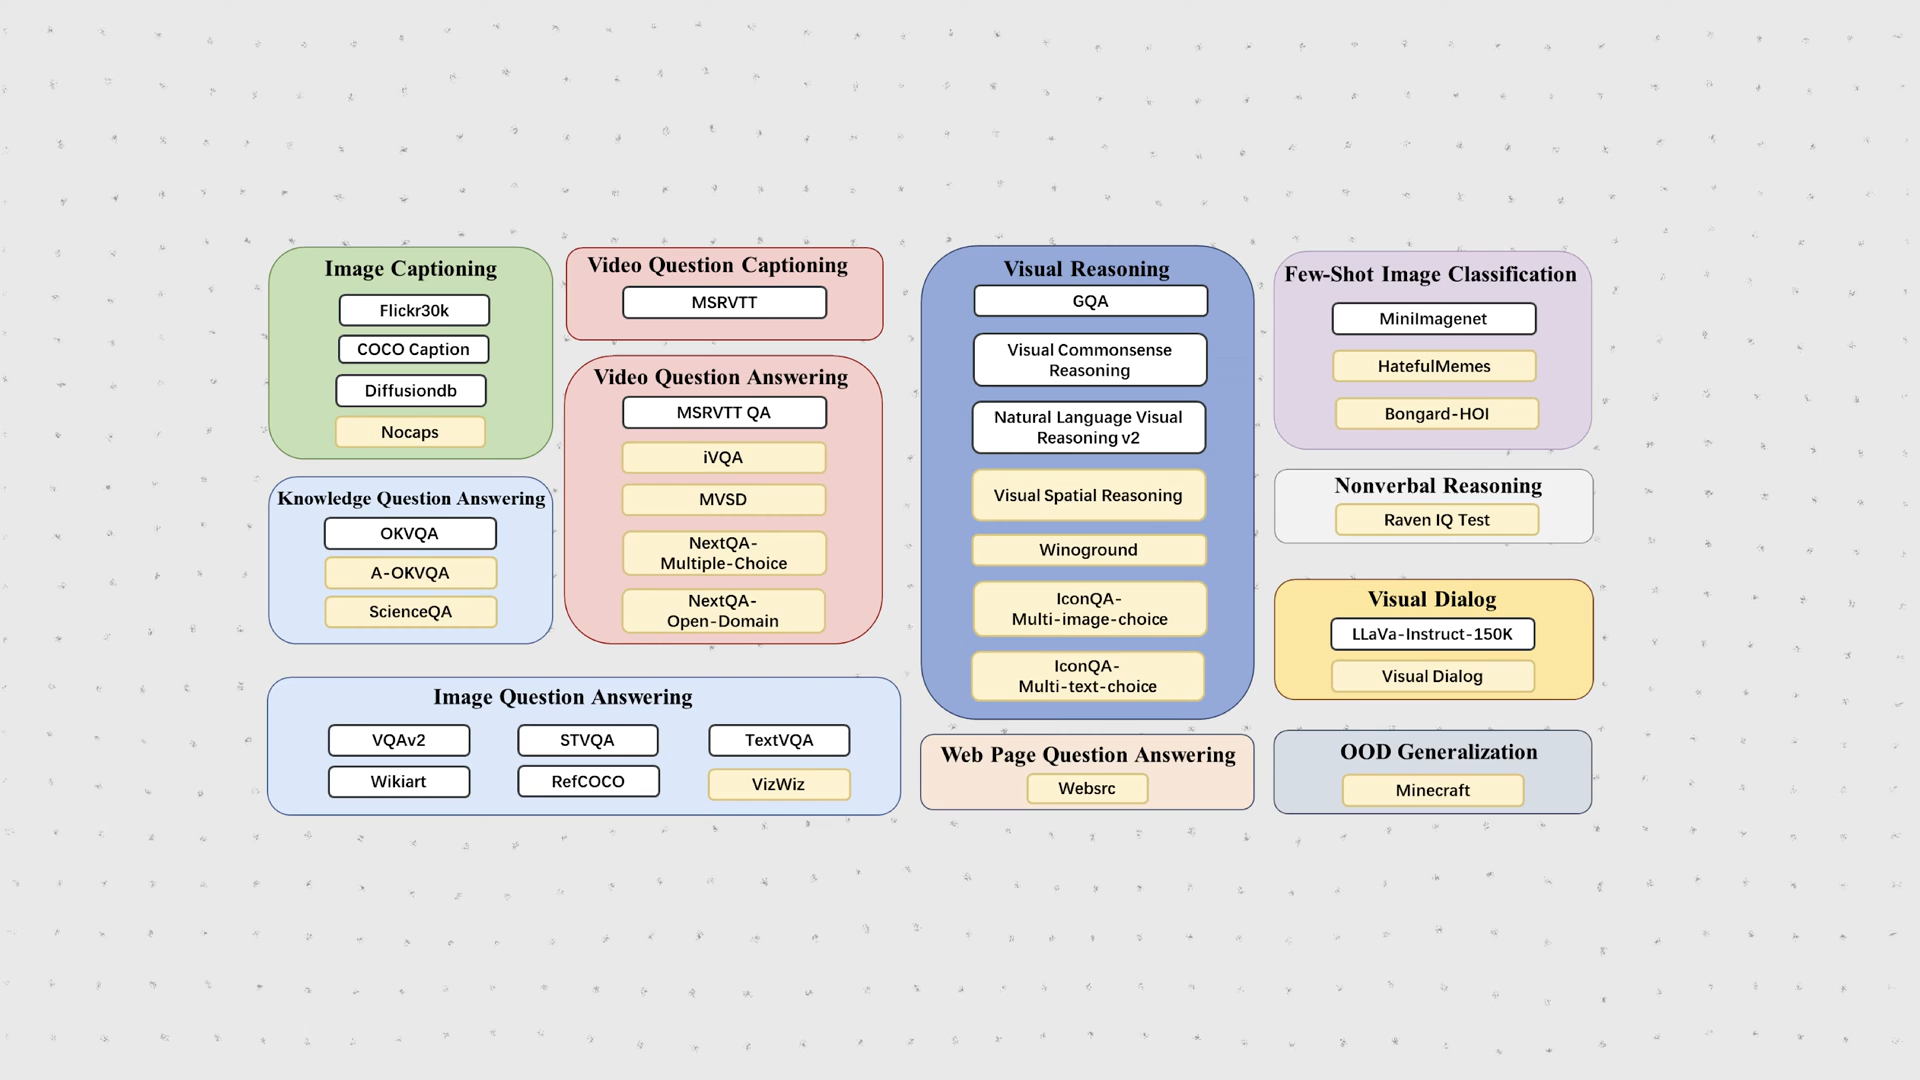 Image Captioning
Flickr30k
COCO Caption
Diffusiondb
Nocaps
Knowledge Question Answering
OKVQA
A-OKVQA
ScienceQA
Video Question Captioning
MSRVTT
Video Question Answering
MSRVTT QA
iVQA
MVSD
NextQA-
Multiple-Choice
NextQA-
Open-Domain
Image Question Answering
VQAv2
STVQA
TextVQA
Wikiart
RefCOCO
VizWiz
Visual Reasoning
GQA
Visual Commonsense
Reasoning
Natural Language Visual
Reasoning v2
Visual Spatial Reasoning
Winoground
IconQA-
Multi-image-choice
IconQA-
Multi-text-choice
Web Page Question Answering
Websrc
Few-Shot Image Classification
MiniImagenet
HatefulMemes
Bongard-HOI
Nonverbal Reasoning
Raven IQ Test
Visual Dialog
LLaVa-Instruct-150K
Visual Dialog
OOD Generalization
Minecraft